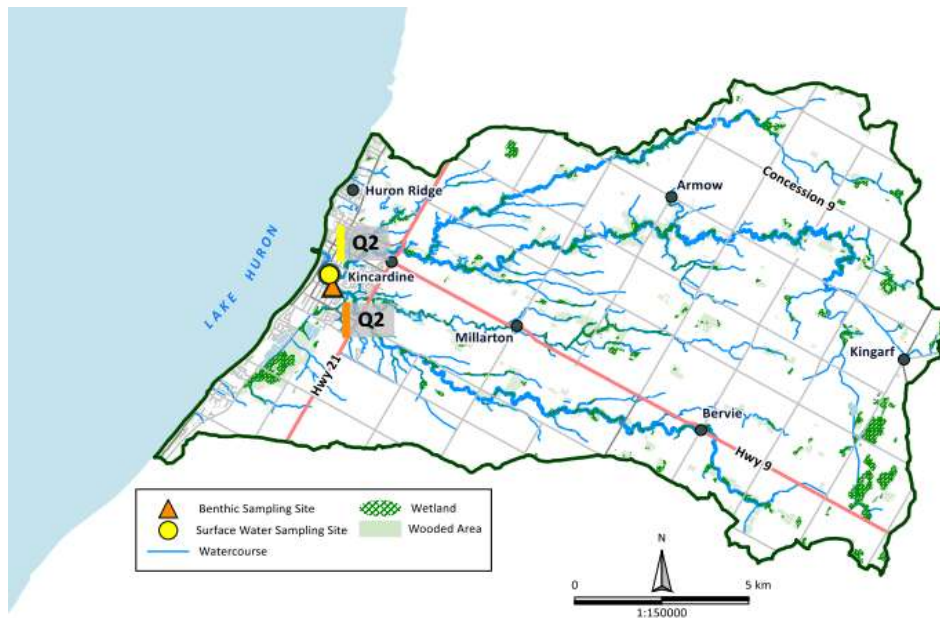 Huron Ridge
Armow
Concession 9
Q2
Kincardine
LAKE HURON
Q2
Millarton
Kingarf
Hwy 21
Bervie
Hwy 9
Benthic Sampling Site
Wetland
Surface Water Sampling Site
Wooded Area
Watercourse
N
0 5 km
1:150000